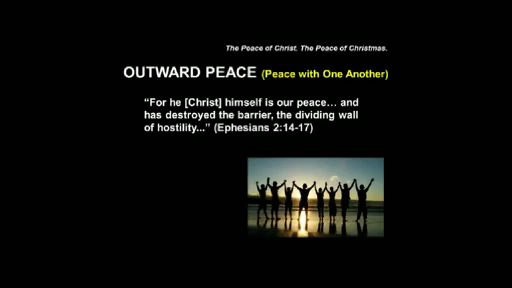 The Peace of Christ. The Peace of Christmas.
OUTWARD PEACE (Peace with One Another)
“For he [Christ] himself is our peace… and
has destroyed the barrier, the dividing wall
of hostility...” (Ephesians 2:14-17)